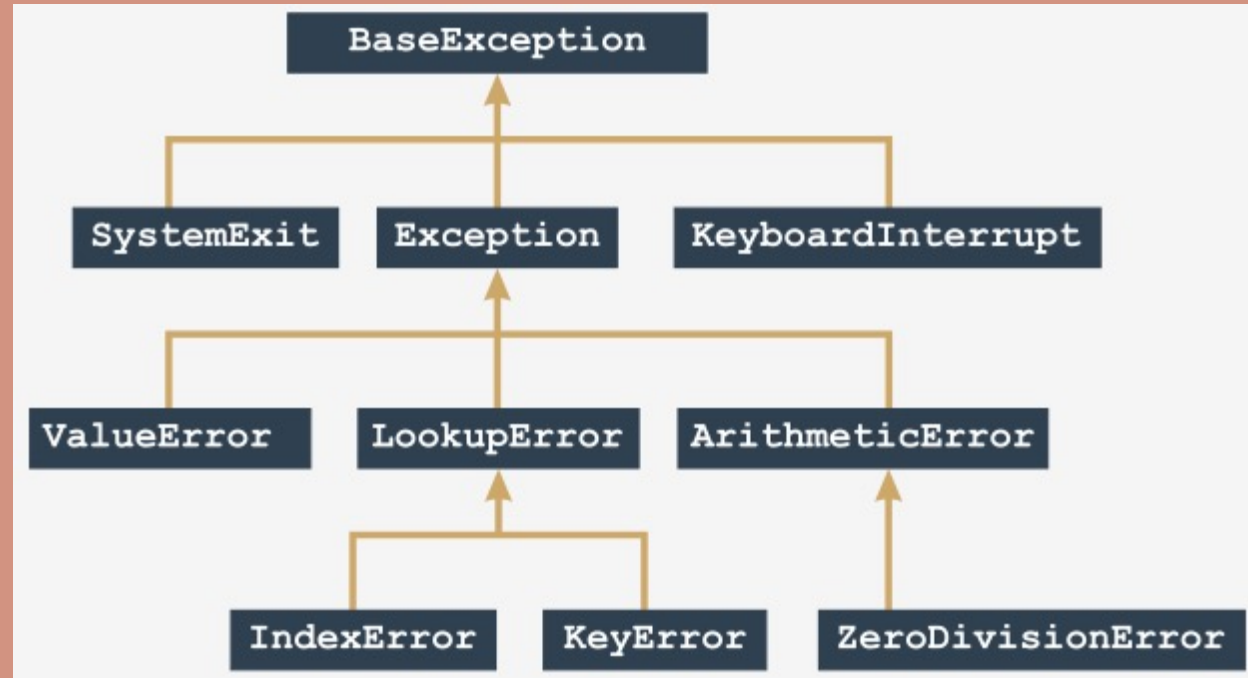 BaseException
SystemExit Exception KeyboardInterrupt
ValueError LookupError ArithmeticError
IndexError KeyError ZeroDivisionError